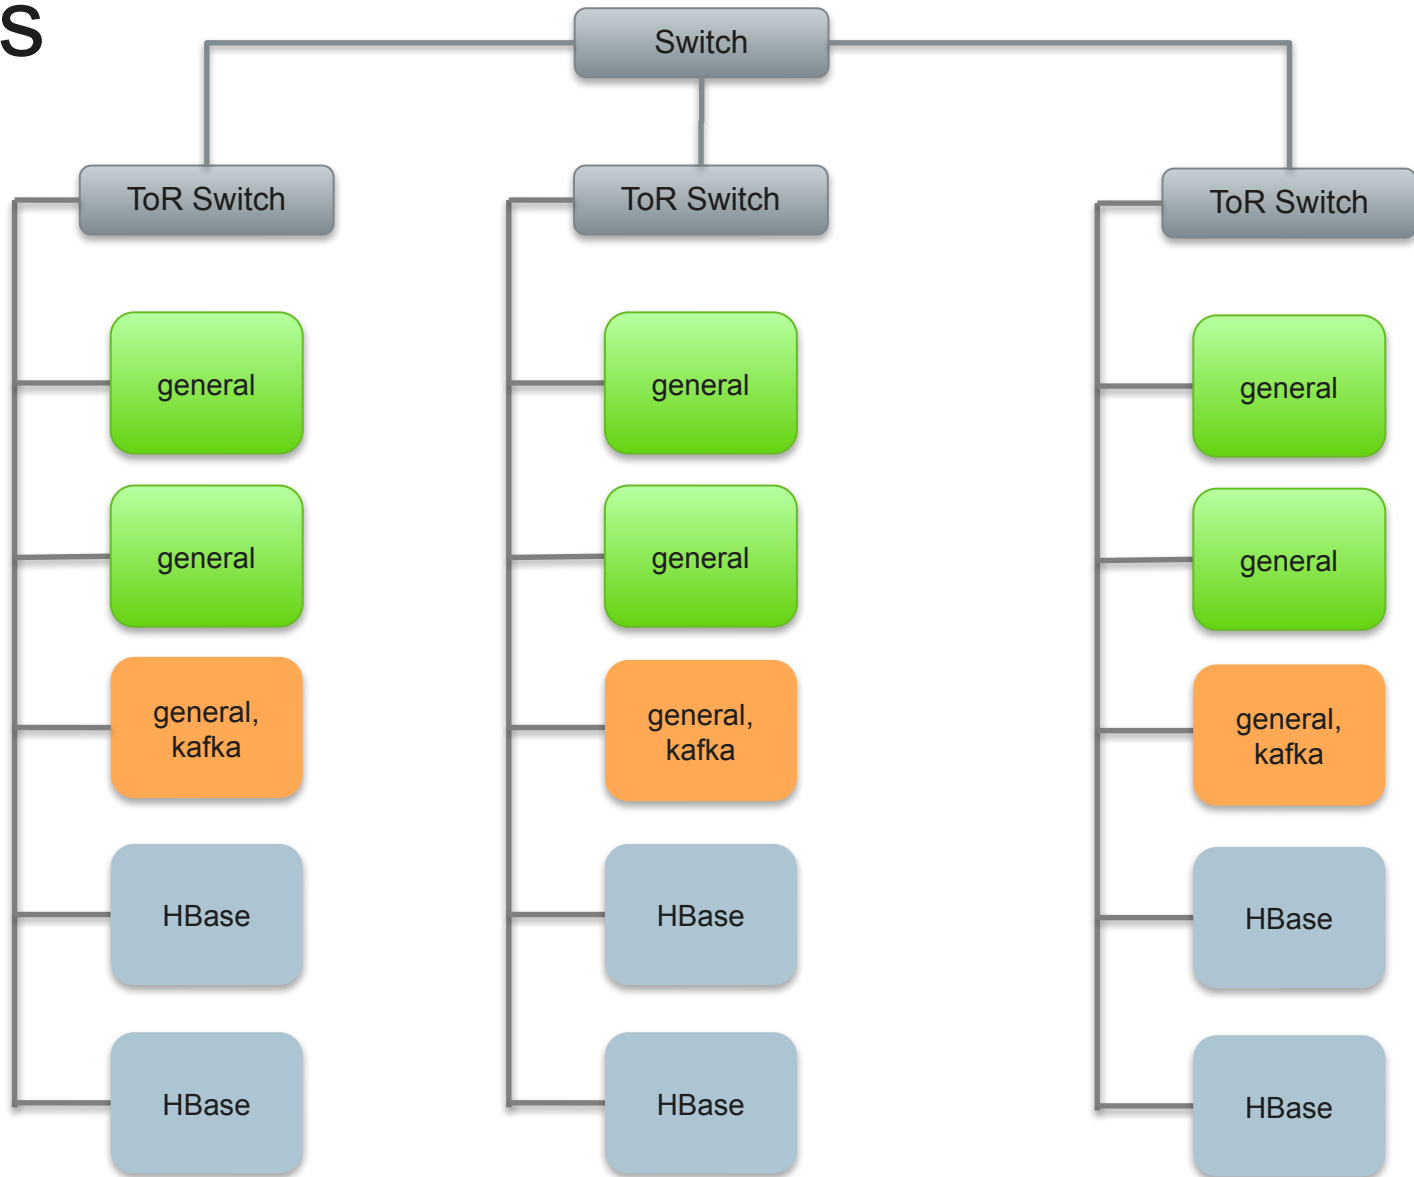 S
Switch
ToR Switch
ToR Switch
ToR Switch
general
general
general
general
general
general
general,
kafka
general,
kafka
general,
kafka
HBase
HBase
HBase
HBase
HBase
HBase